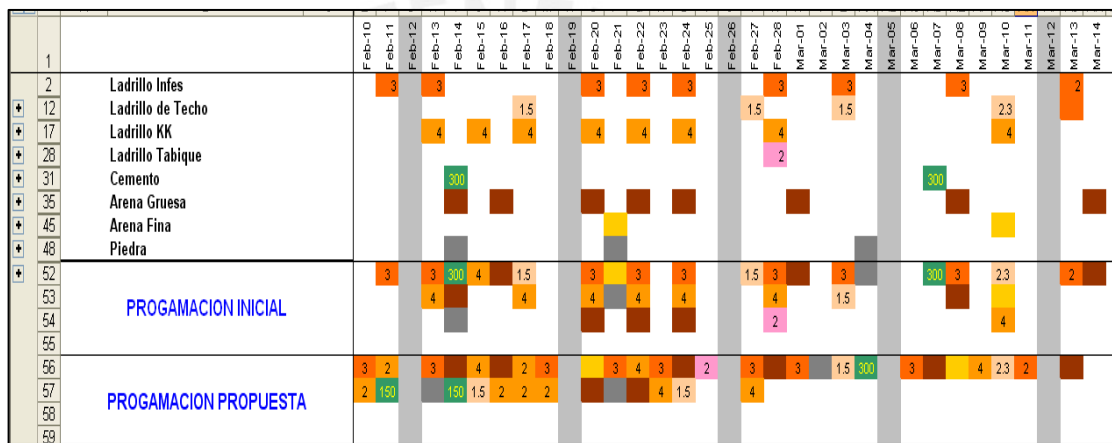 1 Feb-10 Feb-11 Feb-12 Feb-13 Feb-14 Feb-15 Feb-16 Feb-17 Feb-18 Feb-19 Feb-20 Feb-21 Feb-22 Feb-23 Feb-24 Feb-25 Feb-26 Feb-27 Feb-28 Mar-01 Mar-02 Mar-03 Mar-04 Mar-05 Mar-06 Mar-07 Mar-08 Mar-09 Mar-10 Mar-11 Mar-12 Mar-13 Mar-14
2 Ladrillo Infes 3 3 3 3 3 3 3 3 2
12 Ladrillo de Techo 1.5 1.5 1.5 2.3
17 Ladrillo KK 4 4 4 4 4 4 4 4
28 Ladrillo Tabique 2
31 Cemento 300 300
35 Arena Gruesa
45 Arena Fina
48 Piedra
52 3 3 300 4 1.5 3 3 3 1.5 3 3 300 3 2.3 2
53 4 4 4 4 4 4 1.5
PROGAMACION INICIAL
54 2 4
55
56 3 2 3 4 2 3 3 4 3 2 3 3 1.5 300 3 4 2.3 2
57 2 150 150 1.5 2 2 4 1.5 4
PROGAMACION PROPUESTA
58
59